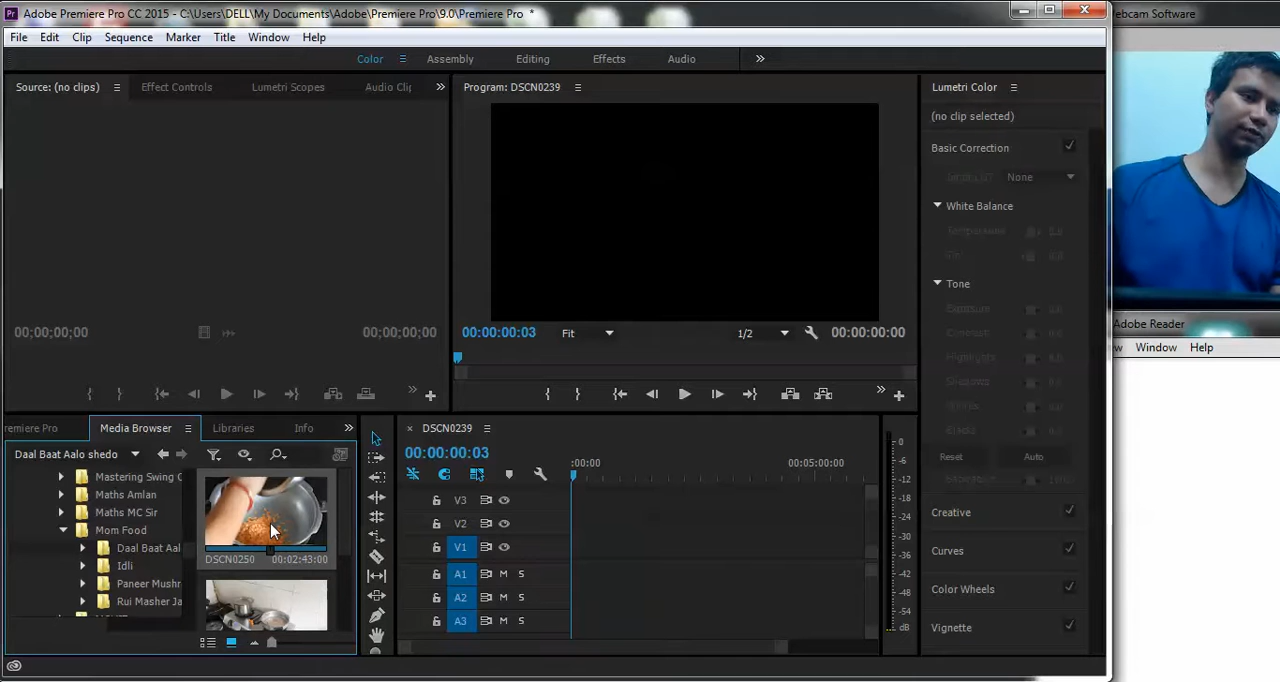 Adobe Premiere Pro CC 2015 - C:\Users\DELL\My Documents\Adobe\Premiere Pro\9.0\Premiere Pro *
ebcam Software
File Edit Clip Sequence Marker Title Window Help
Color Assembly Editing Effects Audio
Source: (no clips) Effect Controls Lumetri Scopes Audio Clip
Program: DSCN0239
Lumetri Color
(no clip selected)
Basic Correction
None
White Balance
Temperature
Tone
Exposure
Contrast
Highlights
Shadows
Reset Auto
Creative
Curves
Color Wheels
Vignette
00;00;00;00 00;00;00;00
00:00:00:03 Fit 1/2 00:00:00:00
Adobe Reader
w Window Help
remiere Pro Media Browser Libraries Info
Daal Baat Aalo shedo
Mastering Swing C
Maths Amlan
Maths MC Sir
Mom Food
Daal Baat Aal
Idli
Paneer Mushr
Rui Masher Ja
DSCN0250 00:02:43:00
DSCN0239
00:00:00:03
:00:00 00:05:00:00
V3
V2
V1
A1 M S
A2 M S
A3 M S
0
-6
-12
-18
-24
-30
-36
-42
-48
-54
dB